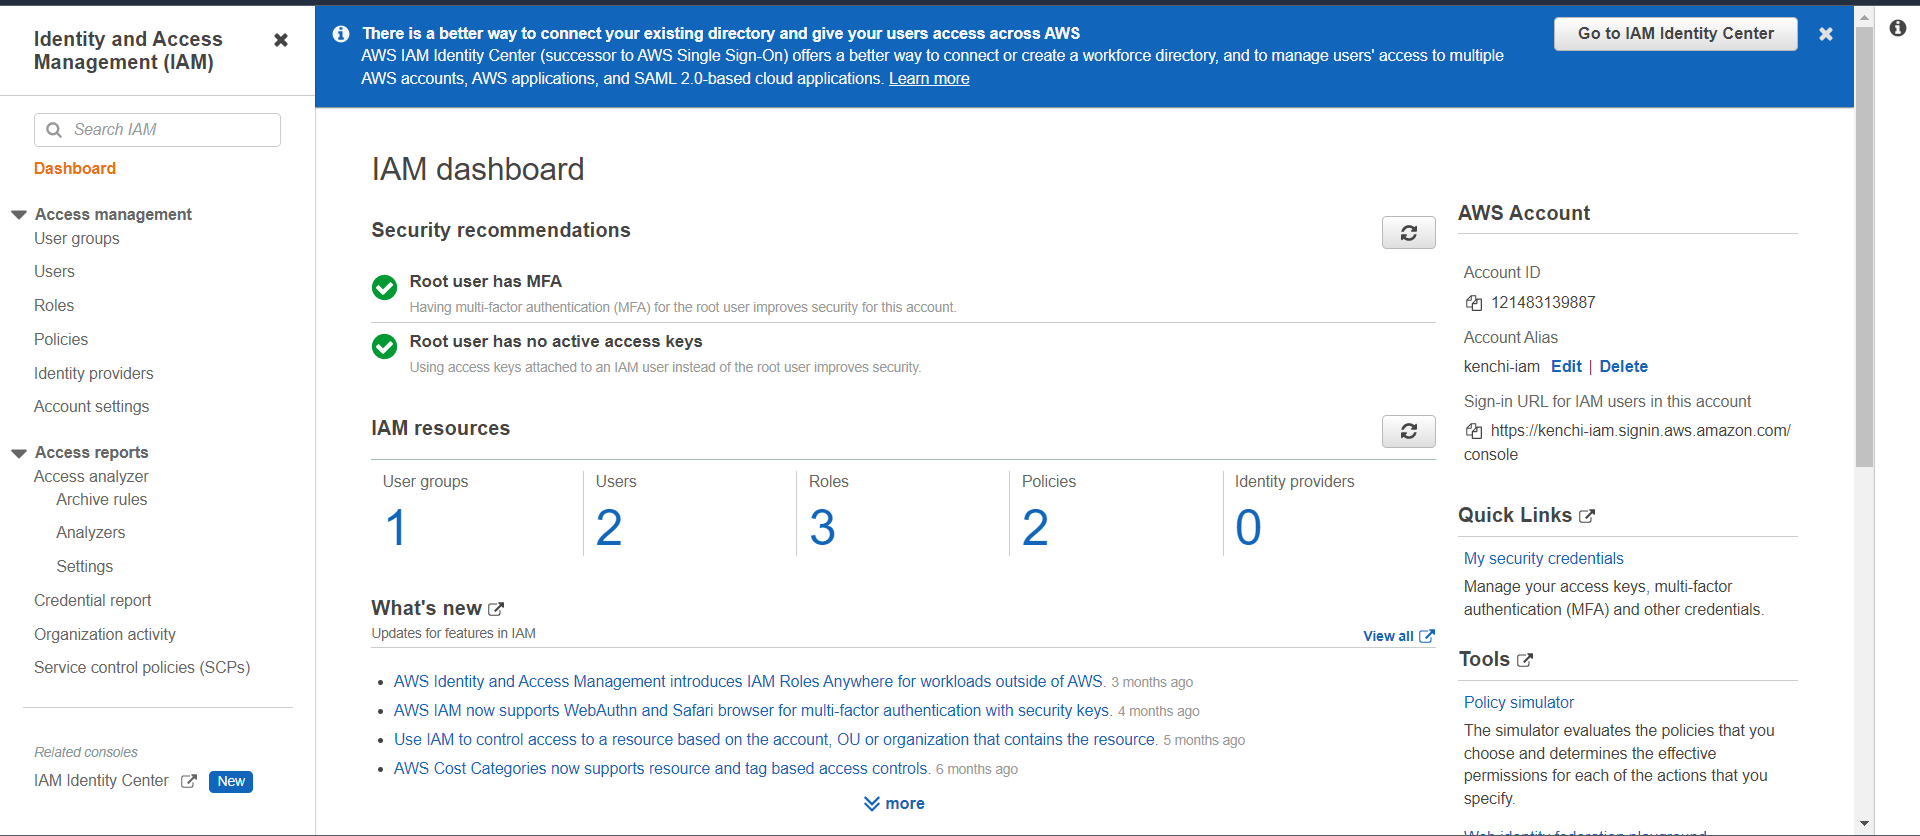 Identity and Access
Management (IAM)
Search IAM
Dashboard
Access management
User groups
Users
Roles
Policies
Identity providers
Account settings
Access reports
Access analyzer
Archive rules
Analyzers
Settings
Credential report
Organization activity
Service control policies (SCPs)
Related consoles
IAM Identity Center New
There is a better way to connect your existing directory and give your users access across AWS
AWS IAM Identity Center (successor to AWS Single Sign-On) offers a better way to connect or create a workforce directory, and to manage users' access to multiple
AWS accounts, AWS applications, and SAML 2.0-based cloud applications. Learn more
Go to IAM Identity Center
IAM dashboard
Security recommendations
Root user has MFA
Having multi-factor authentication (MFA) for the root user improves security for this account.
Root user has no active access keys
Using access keys attached to an IAM user instead of the root user improves security.
IAM resources
User groups
1
Users
2
Roles
3
Policies
2
Identity providers
0
What's new
Updates for features in IAM
View all
AWS Identity and Access Management introduces IAM Roles Anywhere for workloads outside of AWS. 3 months ago
AWS IAM now supports WebAuthn and Safari browser for multi-factor authentication with security keys. 4 months ago
Use IAM to control access to a resource based on the account, OU or organization that contains the resource. 5 months ago
AWS Cost Categories now supports resource and tag based access controls. 6 months ago
more
AWS Account
Account ID
121483139887
Account Alias
kenchi-iam Edit | Delete
Sign-in URL for IAM users in this account
https://kenchi-iam.signin.aws.amazon.com/
console
Quick Links
My security credentials
Manage your access keys, multi-factor
authentication (MFA) and other credentials.
Tools
Policy simulator
The simulator evaluates the policies that you
choose and determines the effective
permissions for each of the actions that you
specify.
Web identity federation playground